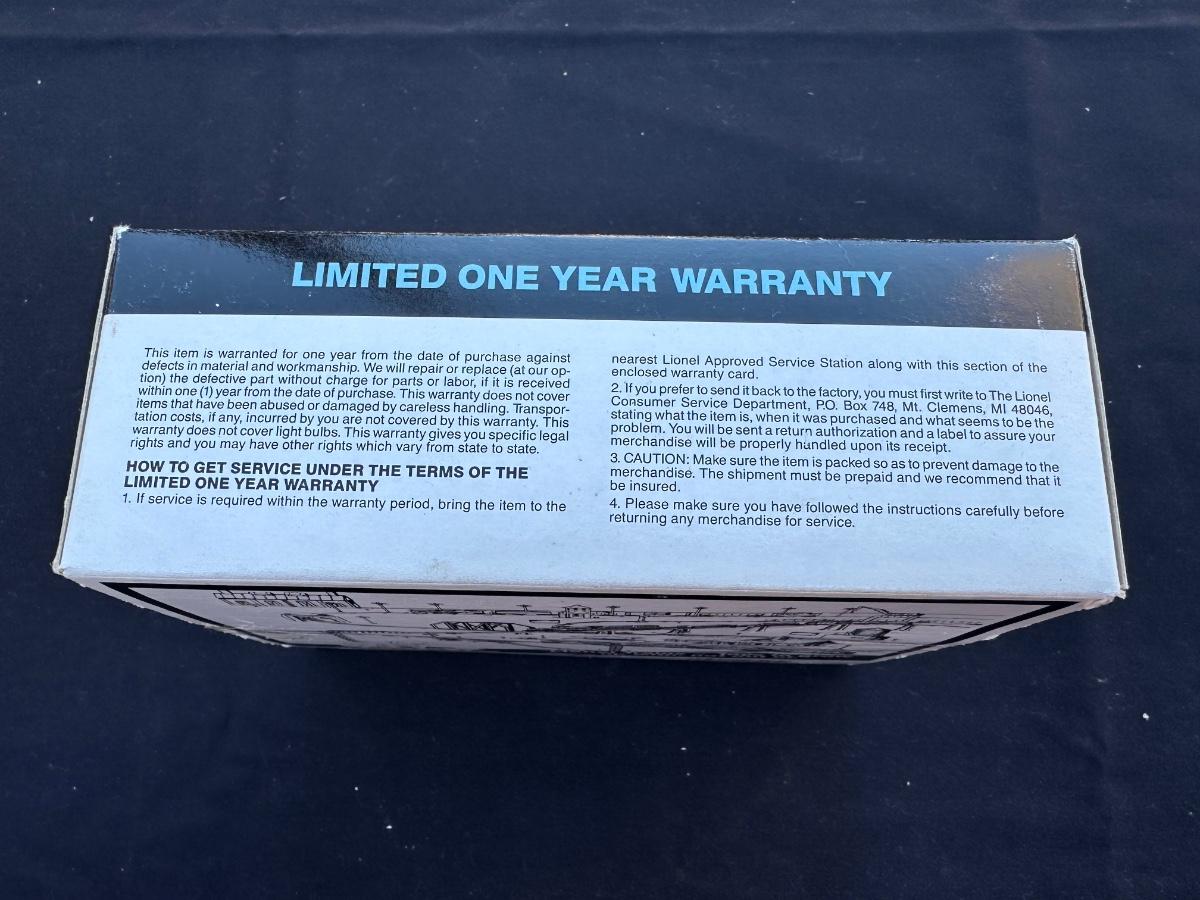 LIMITED ONE YEAR WARRANTY
This item is warranted for one year from the date of purchase against
defects in material and workmanship. We will repair or replace (at our op-
tion) the defective part without charge for parts or labor, if it is received
within one (1) year from the date of purchase. This warranty does not cover
items that have been abused or damaged by careless handling. Transpor-
tation costs, if any, incurred by you are not covered by this warranty. This
warranty does not cover light bulbs. This warranty gives you specific legal
rights and you may have other rights which vary from state to state.
HOW TO GET SERVICE UNDER THE TERMS OF THE
LIMITED ONE YEAR WARRANTY
1. If service is required within the warranty period, bring the item to the
nearest Lionel Approved Service Station along with this section of the
enclosed warranty card.
2. If you prefer to send it back to the factory, you must first write to The Lionel
Consumer Service Department, P.O. Box 748, Mt. Clemens, MI 48046,
stating what the item is, when it was purchased and what seems to be the
problem. You will be sent a return authorization and a label to assure your
merchandise will be properly handled upon its receipt.
3. CAUTION: Make sure the item is packed so as to prevent damage to the
merchandise. The shipment must be prepaid and we recommend that it
be insured.
4. Please make sure you have followed the instructions carefully before
returning any merchandise for service.